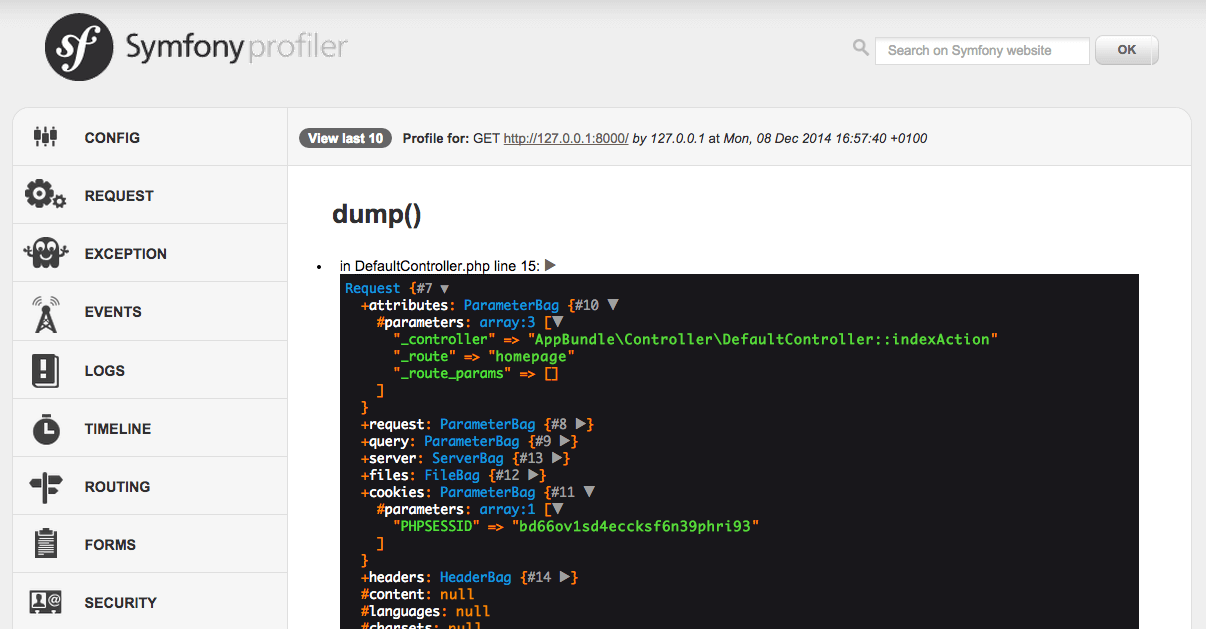 sf Symfony profiler
Search on Symfony website OK
CONFIG
REQUEST
EXCEPTION
EVENTS
LOGS
TIMELINE
ROUTING
FORMS
SECURITY
View last 10 Profile for: GET http://127.0.0.1:8000/ by 127.0.0.1 at Mon, 08 Dec 2014 16:57:40 +0100
dump()
• in DefaultController.php line 15: ▶
Request {#7 ▼
+attributes: ParameterBag {#10 ▼
#parameters: array:3 [▼
"_controller" => "AppBundle\Controller\DefaultController::indexAction"
"_route" => "homepage"
"_route_params" => []
]
}
+request: ParameterBag {#8 ▶}
+query: ParameterBag {#9 ▶}
+server: ServerBag {#13 ▶}
+files: FileBag {#12 ▶}
+cookies: ParameterBag {#11 ▼
#parameters: array:1 [▼
"PHPSESSID" => "bd66ov1sd4eccksf6n39phri93"
]
}
+headers: HeaderBag {#14 ▶}
#content: null
#languages: null
#charsets: null